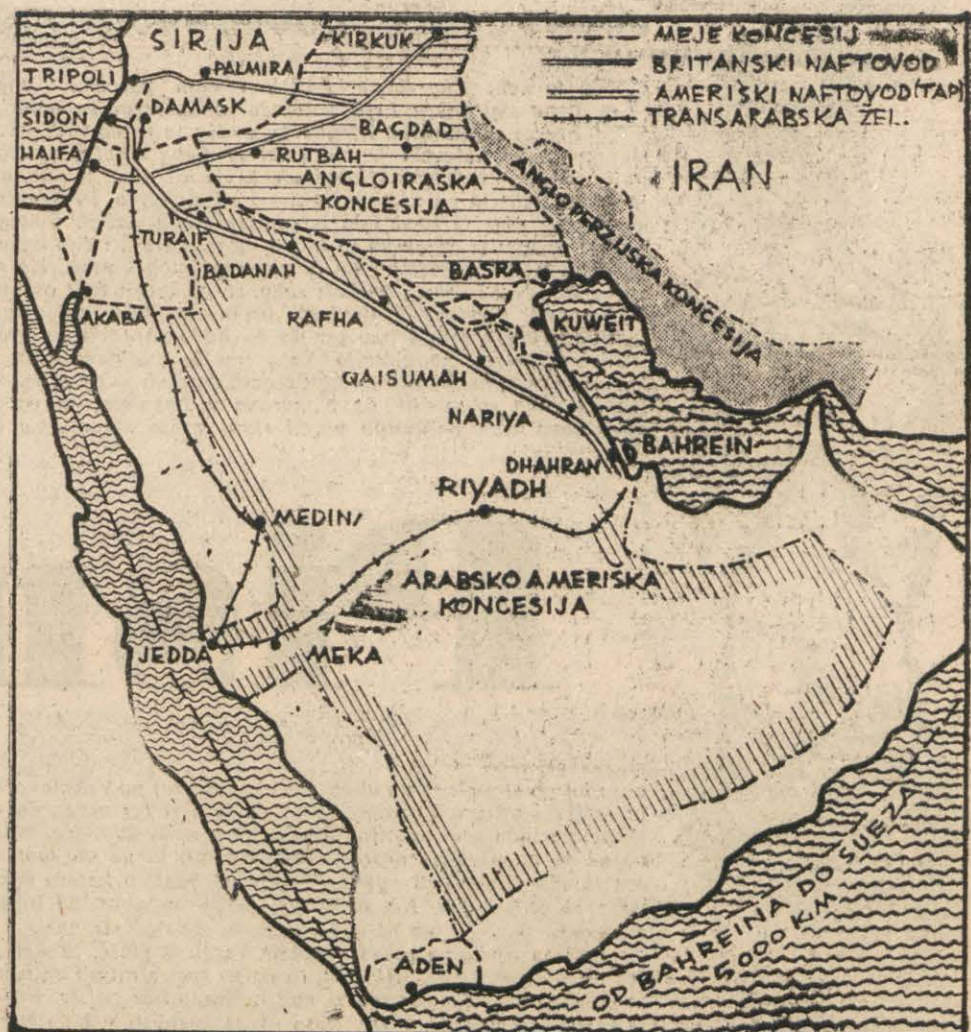 MEJE KONCESIJ
BRITANSKI NAFTOVOD
AMERIŠKI NAFTOVOD (TAP)
TRANSARABSKA ŽEL.
SIRIJA
KIRKUK
TRIPOLI
PALMIRA
SIDON
DAMASK
HAIFA
RUTBAH
BAGDAD
ANGLOIRAŠKA
KONCESIJA
IRAN
ANGLOPERZIJSKA KONCESIJA
TURAIF
BADANAH
BASRA
AKABA
RAFHA
KUWEIT
QAISUMAH
NARIYA
BAHREIN
DHAHRAN
RIYADH
MEDIN
ARABSKO AMERIŠKA
KONCESIJA
JEDDA
MEKA
ADEN
OD BAHREINA DO SUEZA
5000 KM